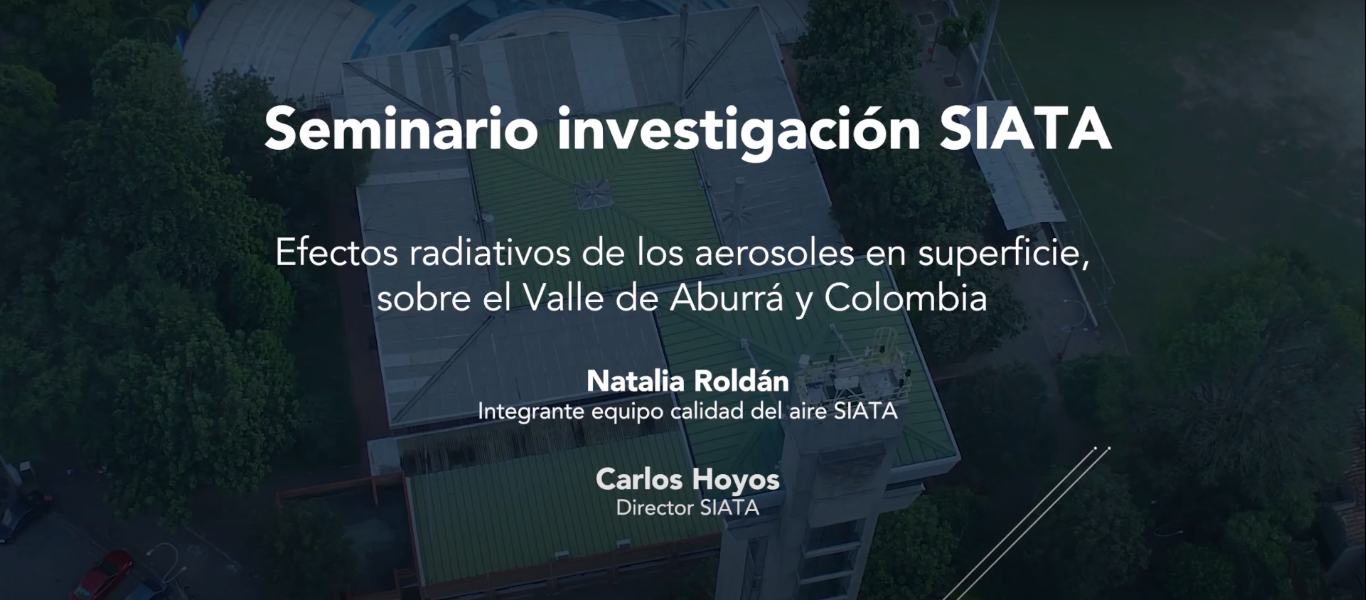 Seminario investigación SIATA
Efectos radiativos de los aerosoles en superficie,
sobre el Valle de Aburrá y Colombia
Natalia Roldán
Integrante equipo calidad del aire SIATA
Carlos Hoyos
Director SIATA